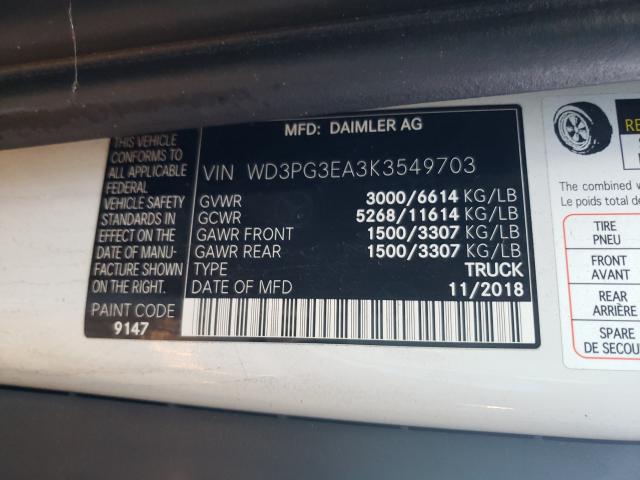 MFD: DAIMLER AG
VIN WD3PG3EA3K3549703
GVWR 3000/6614 KG/LB
GCWR 5268/11614 KG/LB
GAWR FRONT 1500/3307 KG/LB
GAWR REAR 1500/3307 KG/LB
TYPE TRUCK
DATE OF MFD 11/2018
THIS VEHICLE
CONFORMS TO
ALL APPLICABLE
FEDERAL
VEHICLE SAFETY
STANDARDS IN
EFFECT ON THE
DATE OF MANU-
FACTURE SHOWN
ON THE RIGHT.
PAINT CODE
9147
The combined
Le poids total
TIRE
PNEU
FRONT
AVANT
REAR
ARRIÈRE
SPARE
DE SECOU